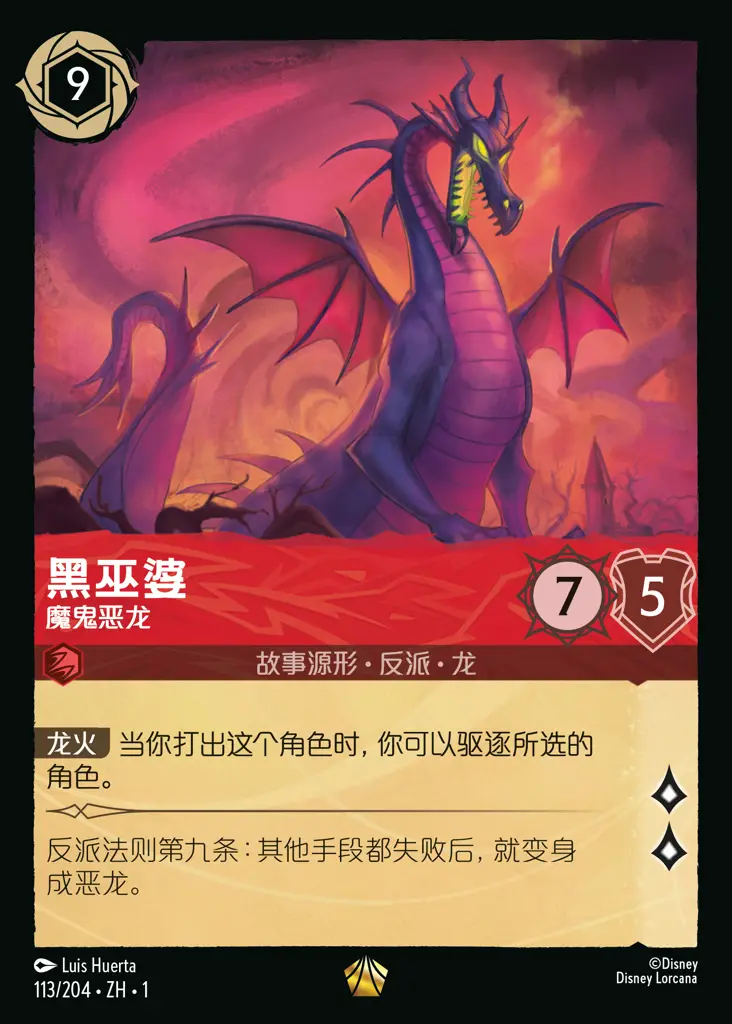 9
黑巫婆
魔鬼恶龙
7
5
故事源形・反派・龙
龙火 当你打出这个角色时, 你可以驱逐所选的
角色。
反派法则第九条:其他手段都失败后, 就变身
成恶龙。
Luis Huerta
113/204 • ZH • 1
©Disney
Disney Lorcana